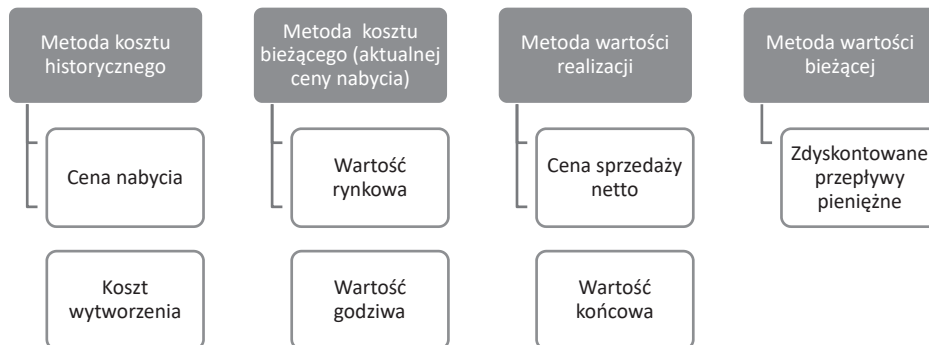 Metoda kosztu
historycznego
Cena nabycia
Koszt
wytworzenia
Metoda kosztu
bieżącego (aktualnej
ceny nabycia)
Wartość
rynkowa
Wartość
godziwa
Metoda wartości
realizacji
Cena sprzedaży
netto
Wartość
końcowa
Metoda wartości
bieżącej
Zdyskontowane
przepływy
pieniężne